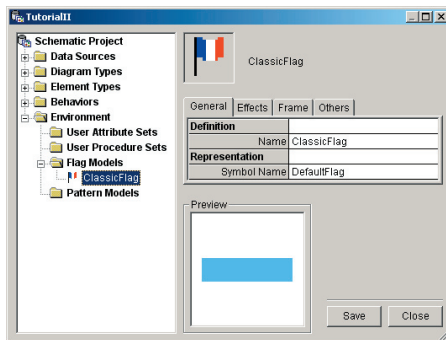 TutorialII
Schematic Project
Data Sources
Diagram Types
Element Types
Behaviors
Environment
User Attribute Sets
User Procedure Sets
Flag Models
ClassicFlag
Pattern Models
ClassicFlag
General Effects Frame Others
Definition
Name ClassicFlag
Representation
Symbol Name DefaultFlag
Preview
Save Close